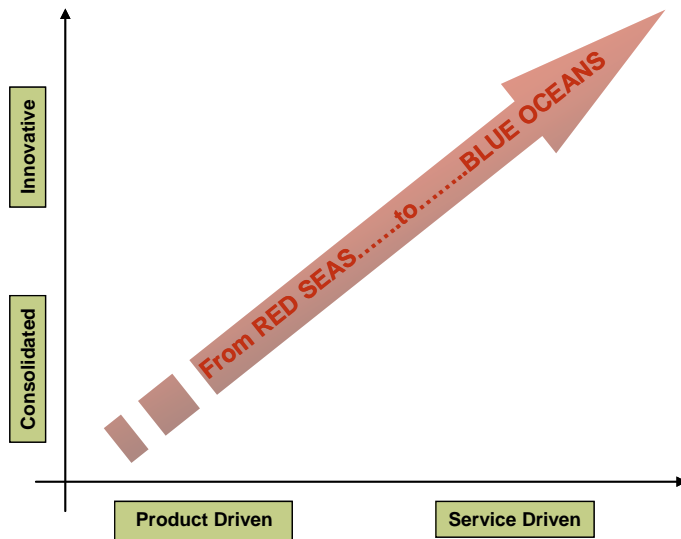 Innovative
From RED SEAS.......to........BLUE OCEANS
Consolidated
Product Driven
Service Driven